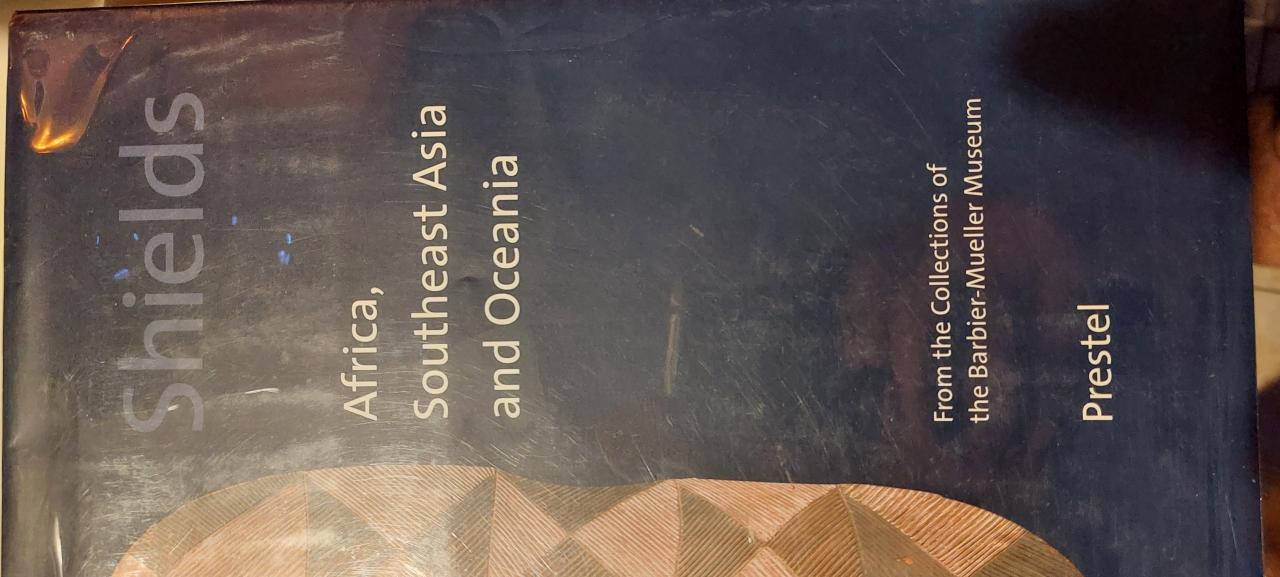 Shields
Africa,
Southeast Asia
and Oceania
From the Collections of
the Barbier-Mueller Museum
Prestel